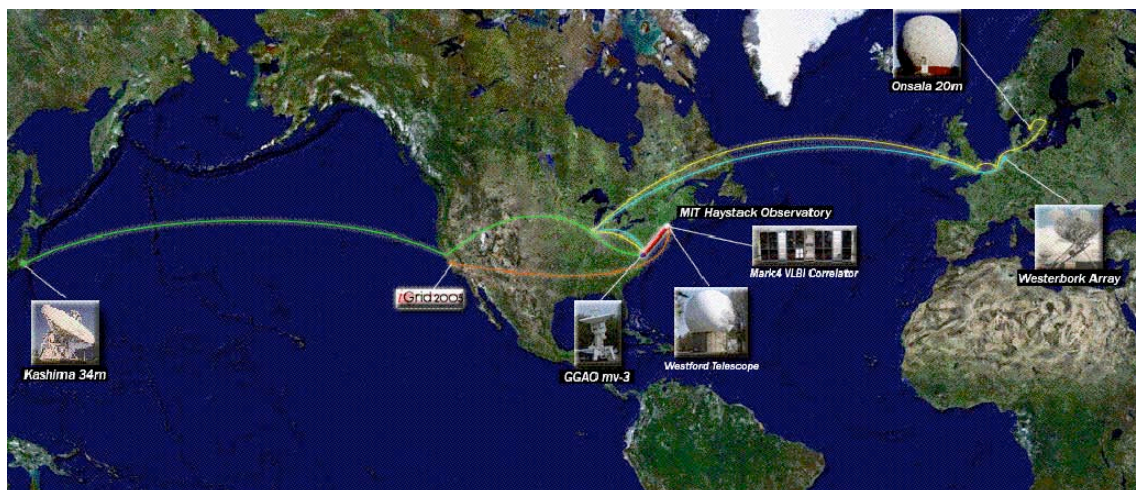 Onsala 20m
MIT Haystack Observatory
Mark4 VLBI Correlator
Westerbork Array
iGrid2005
Kashima 34m
GGAO mv-3
Westford Telescope